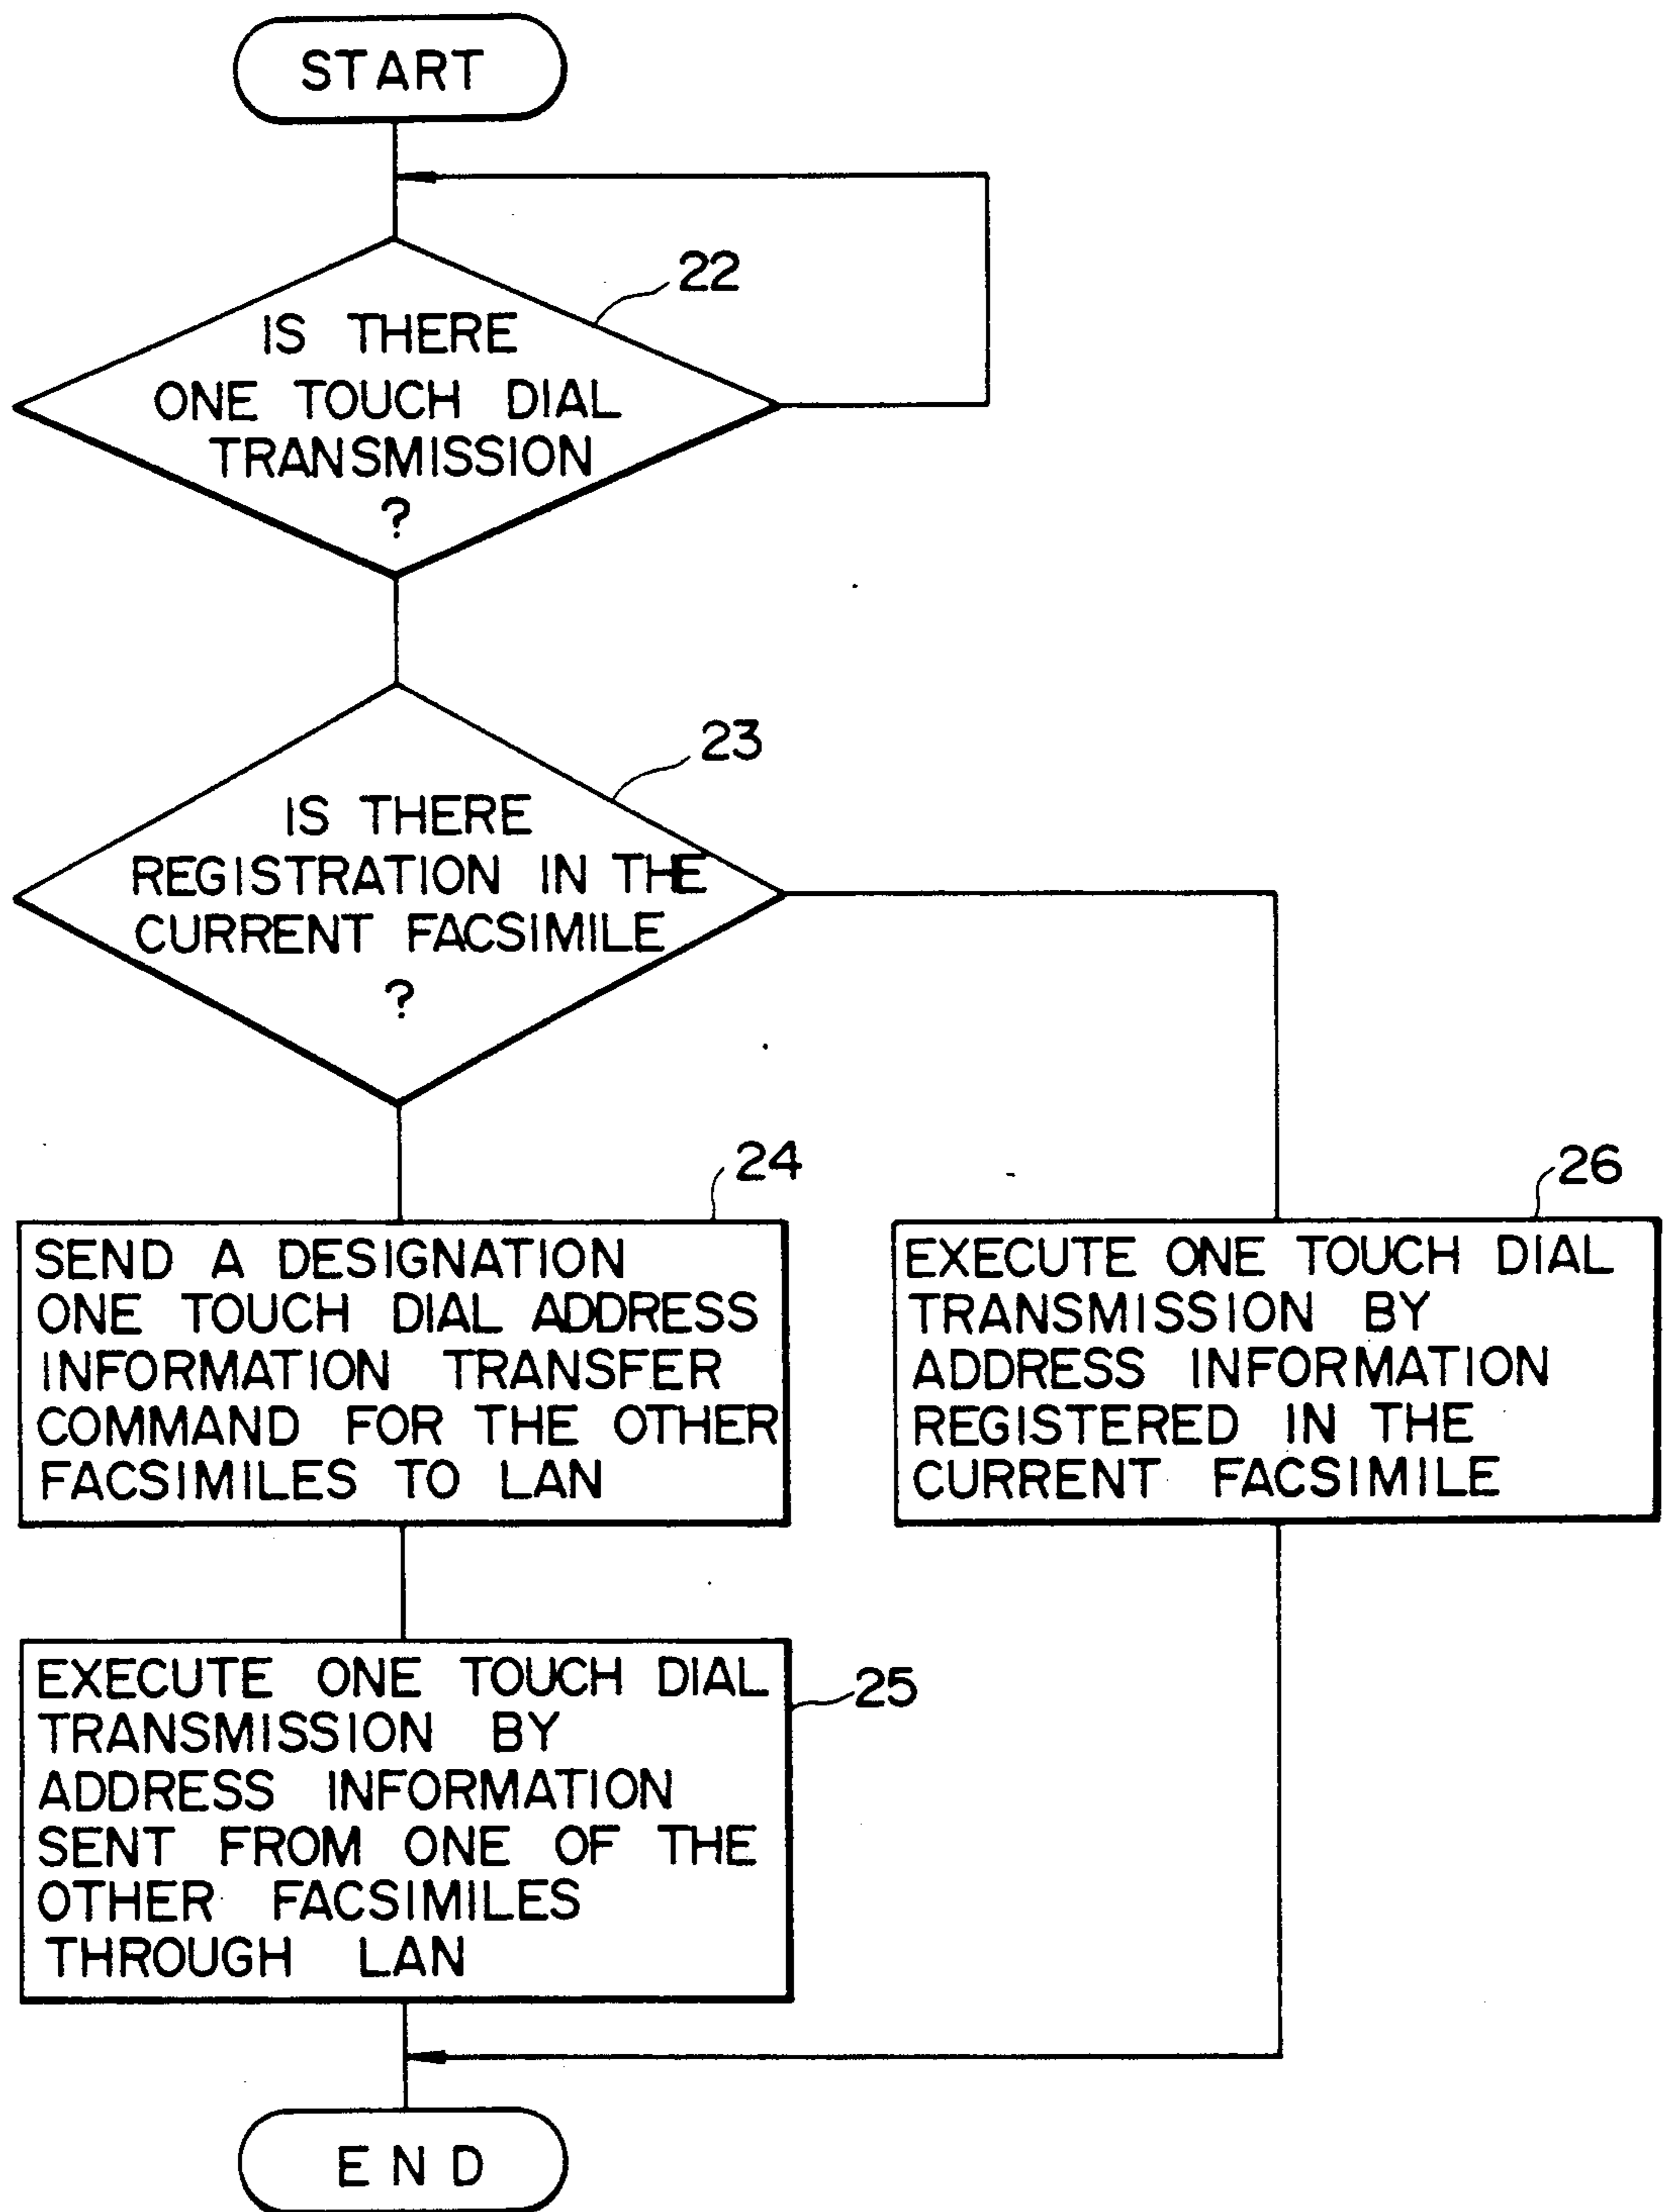 START
22
IS THERE
ONE TOUCH DIAL
TRANSMISSION
?
23
IS THERE
REGISTRATION IN THE
CURRENT FACSIMILE
?
24
SEND A DESIGNATION
ONE TOUCH DIAL ADDRESS
INFORMATION TRANSFER
COMMAND FOR THE OTHER
FACSIMILES TO LAN
26
EXECUTE ONE TOUCH DIAL
TRANSMISSION BY
ADDRESS INFORMATION
REGISTERED IN THE
CURRENT FACSIMILE
25
EXECUTE ONE TOUCH DIAL
TRANSMISSION BY
ADDRESS INFORMATION
SENT FROM ONE OF THE
OTHER FACSIMILES
THROUGH LAN
END